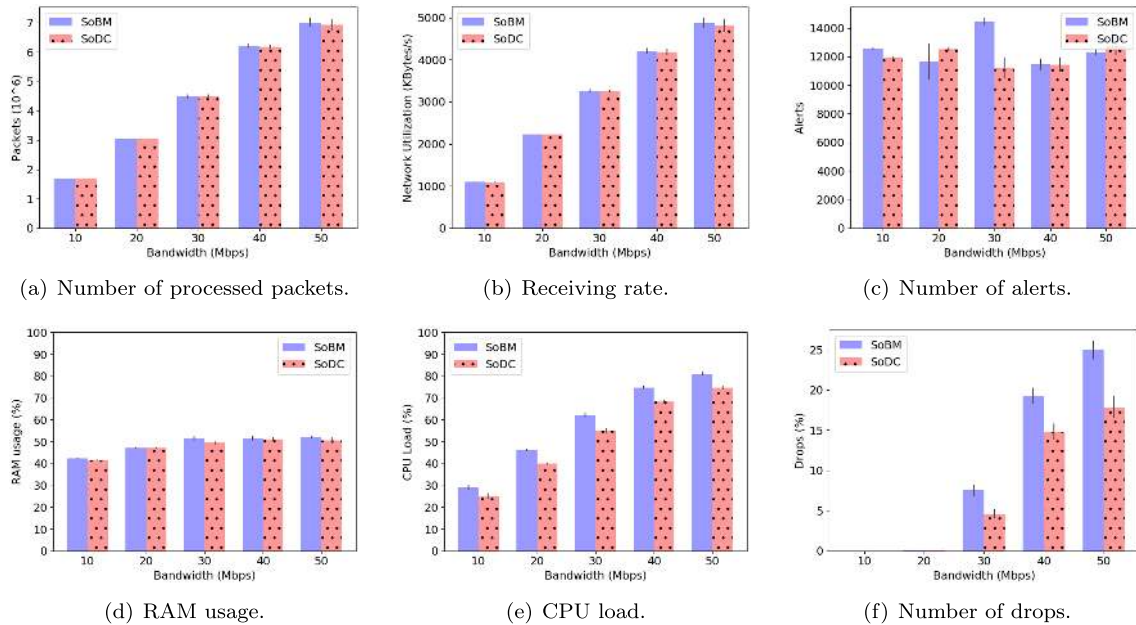 7
6
5
4
3
2
1
0
Packets (10^6)
SoBM
SoDC
10 20 30 40 50
Bandwidth (Mbps)
(a) Number of processed packets.
5000
4000
3000
2000
1000
0
Network Utilization (KBytes/s)
SoBM
SoDC
10 20 30 40 50
Bandwidth (Mbps)
(b) Receiving rate.
14000
12000
10000
8000
6000
4000
2000
0
Alerts
SoBM
SoDC
10 20 30 40 50
Bandwidth (Mbps)
(c) Number of alerts.
100
90
80
70
60
50
40
30
20
10
0
RAM usage (%)
SoBM
SoDC
10 20 30 40 50
Bandwidth (Mbps)
(d) RAM usage.
100
90
80
70
60
50
40
30
20
10
0
CPU Load (%)
SoBM
SoDC
10 20 30 40 50
Bandwidth (Mbps)
(e) CPU load.
25
20
15
10
5
0
Drops (%)
SoBM
SoDC
10 20 30 40 50
Bandwidth (Mbps)
(f) Number of drops.